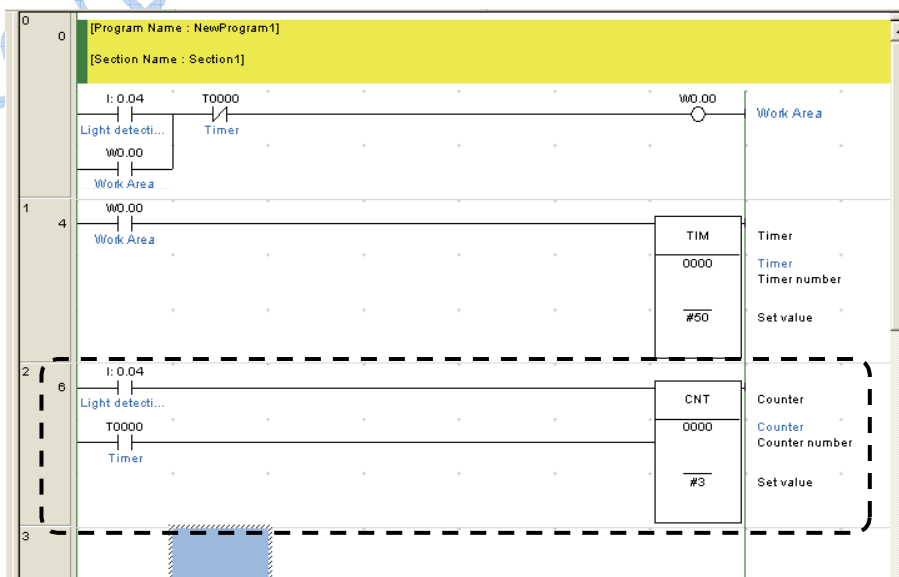 0
0
[Program Name : NewProgram1]
[Section Name : Section1]
I: 0.04 T0000 W0.00
Light detecti... Timer Work Area
W0.00
Work Area
1
4
W0.00
Work Area
TIM Timer
0000 Timer
Timer number
#50 Set value
2
6
I: 0.04
Light detecti...
CNT Counter
T0000 0000 Counter
Timer Counter number
#3 Set value
3